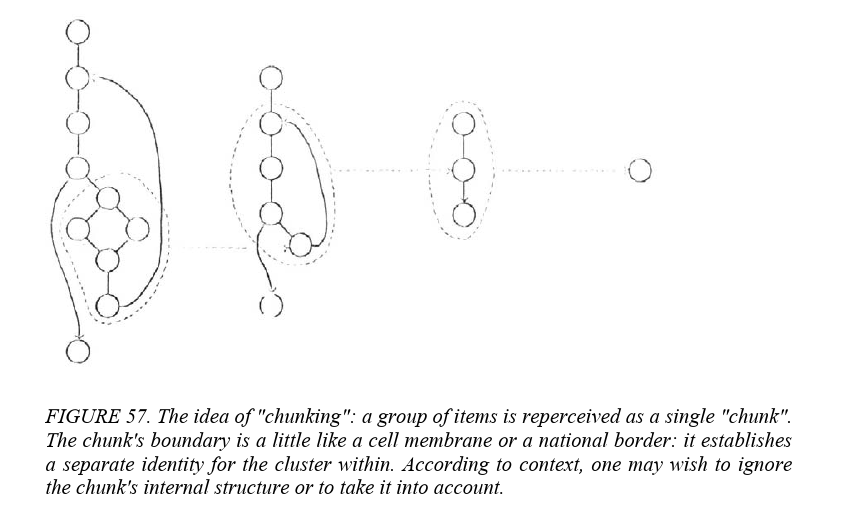 FIGURE 57. The idea of "chunking": a group of items is reperceived as a single "chunk".
The chunk's boundary is a little like a cell membrane or a national border: it establishes
a separate identity for the cluster within. According to context, one may wish to ignore
the chunk's internal structure or to take it into account.